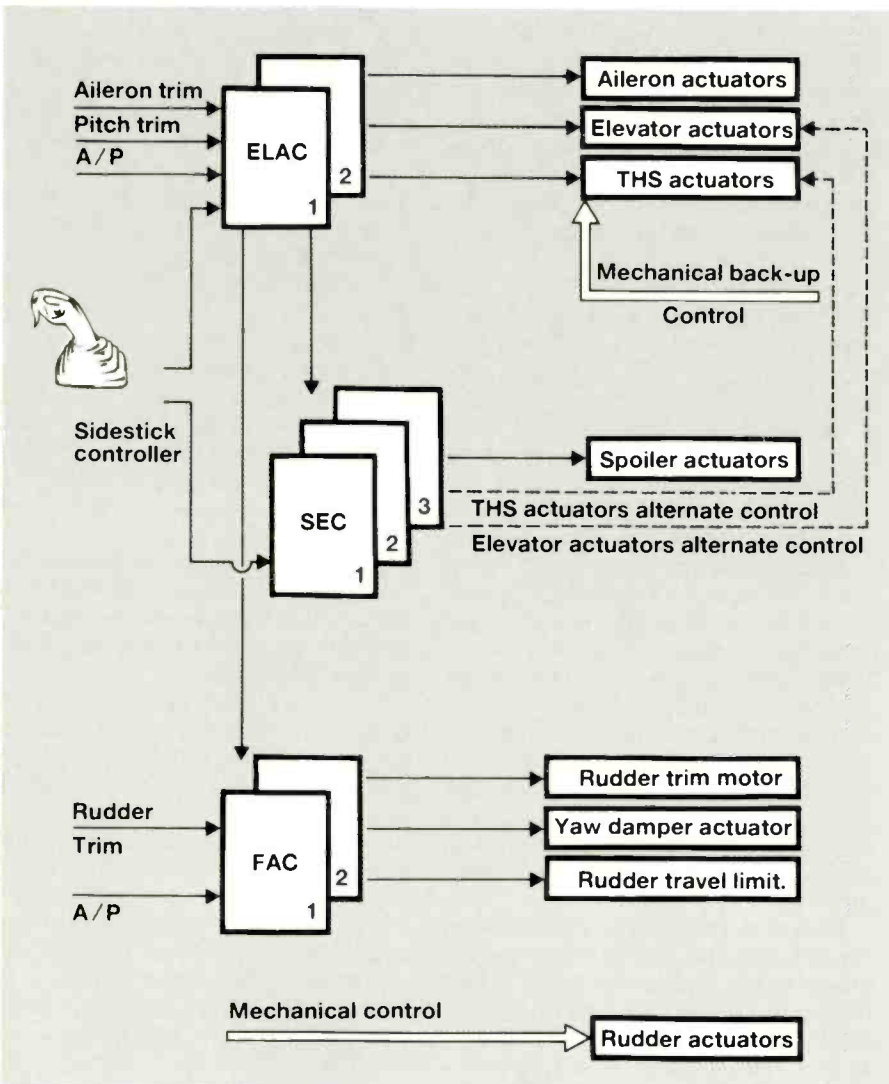 Aileron trim
Pitch trim
A/P
ELAC
1
2
Aileron actuators
Elevator actuators
THS actuators
Mechanical back-up
Control
Sidestick
controller
SEC
1
2
3
Spoiler actuators
THS actuators alternate control
Elevator actuators alternate control
Rudder
Trim
A/P
FAC
1
2
Rudder trim motor
Yaw damper actuator
Rudder travel limit.
Mechanical control
Rudder actuators